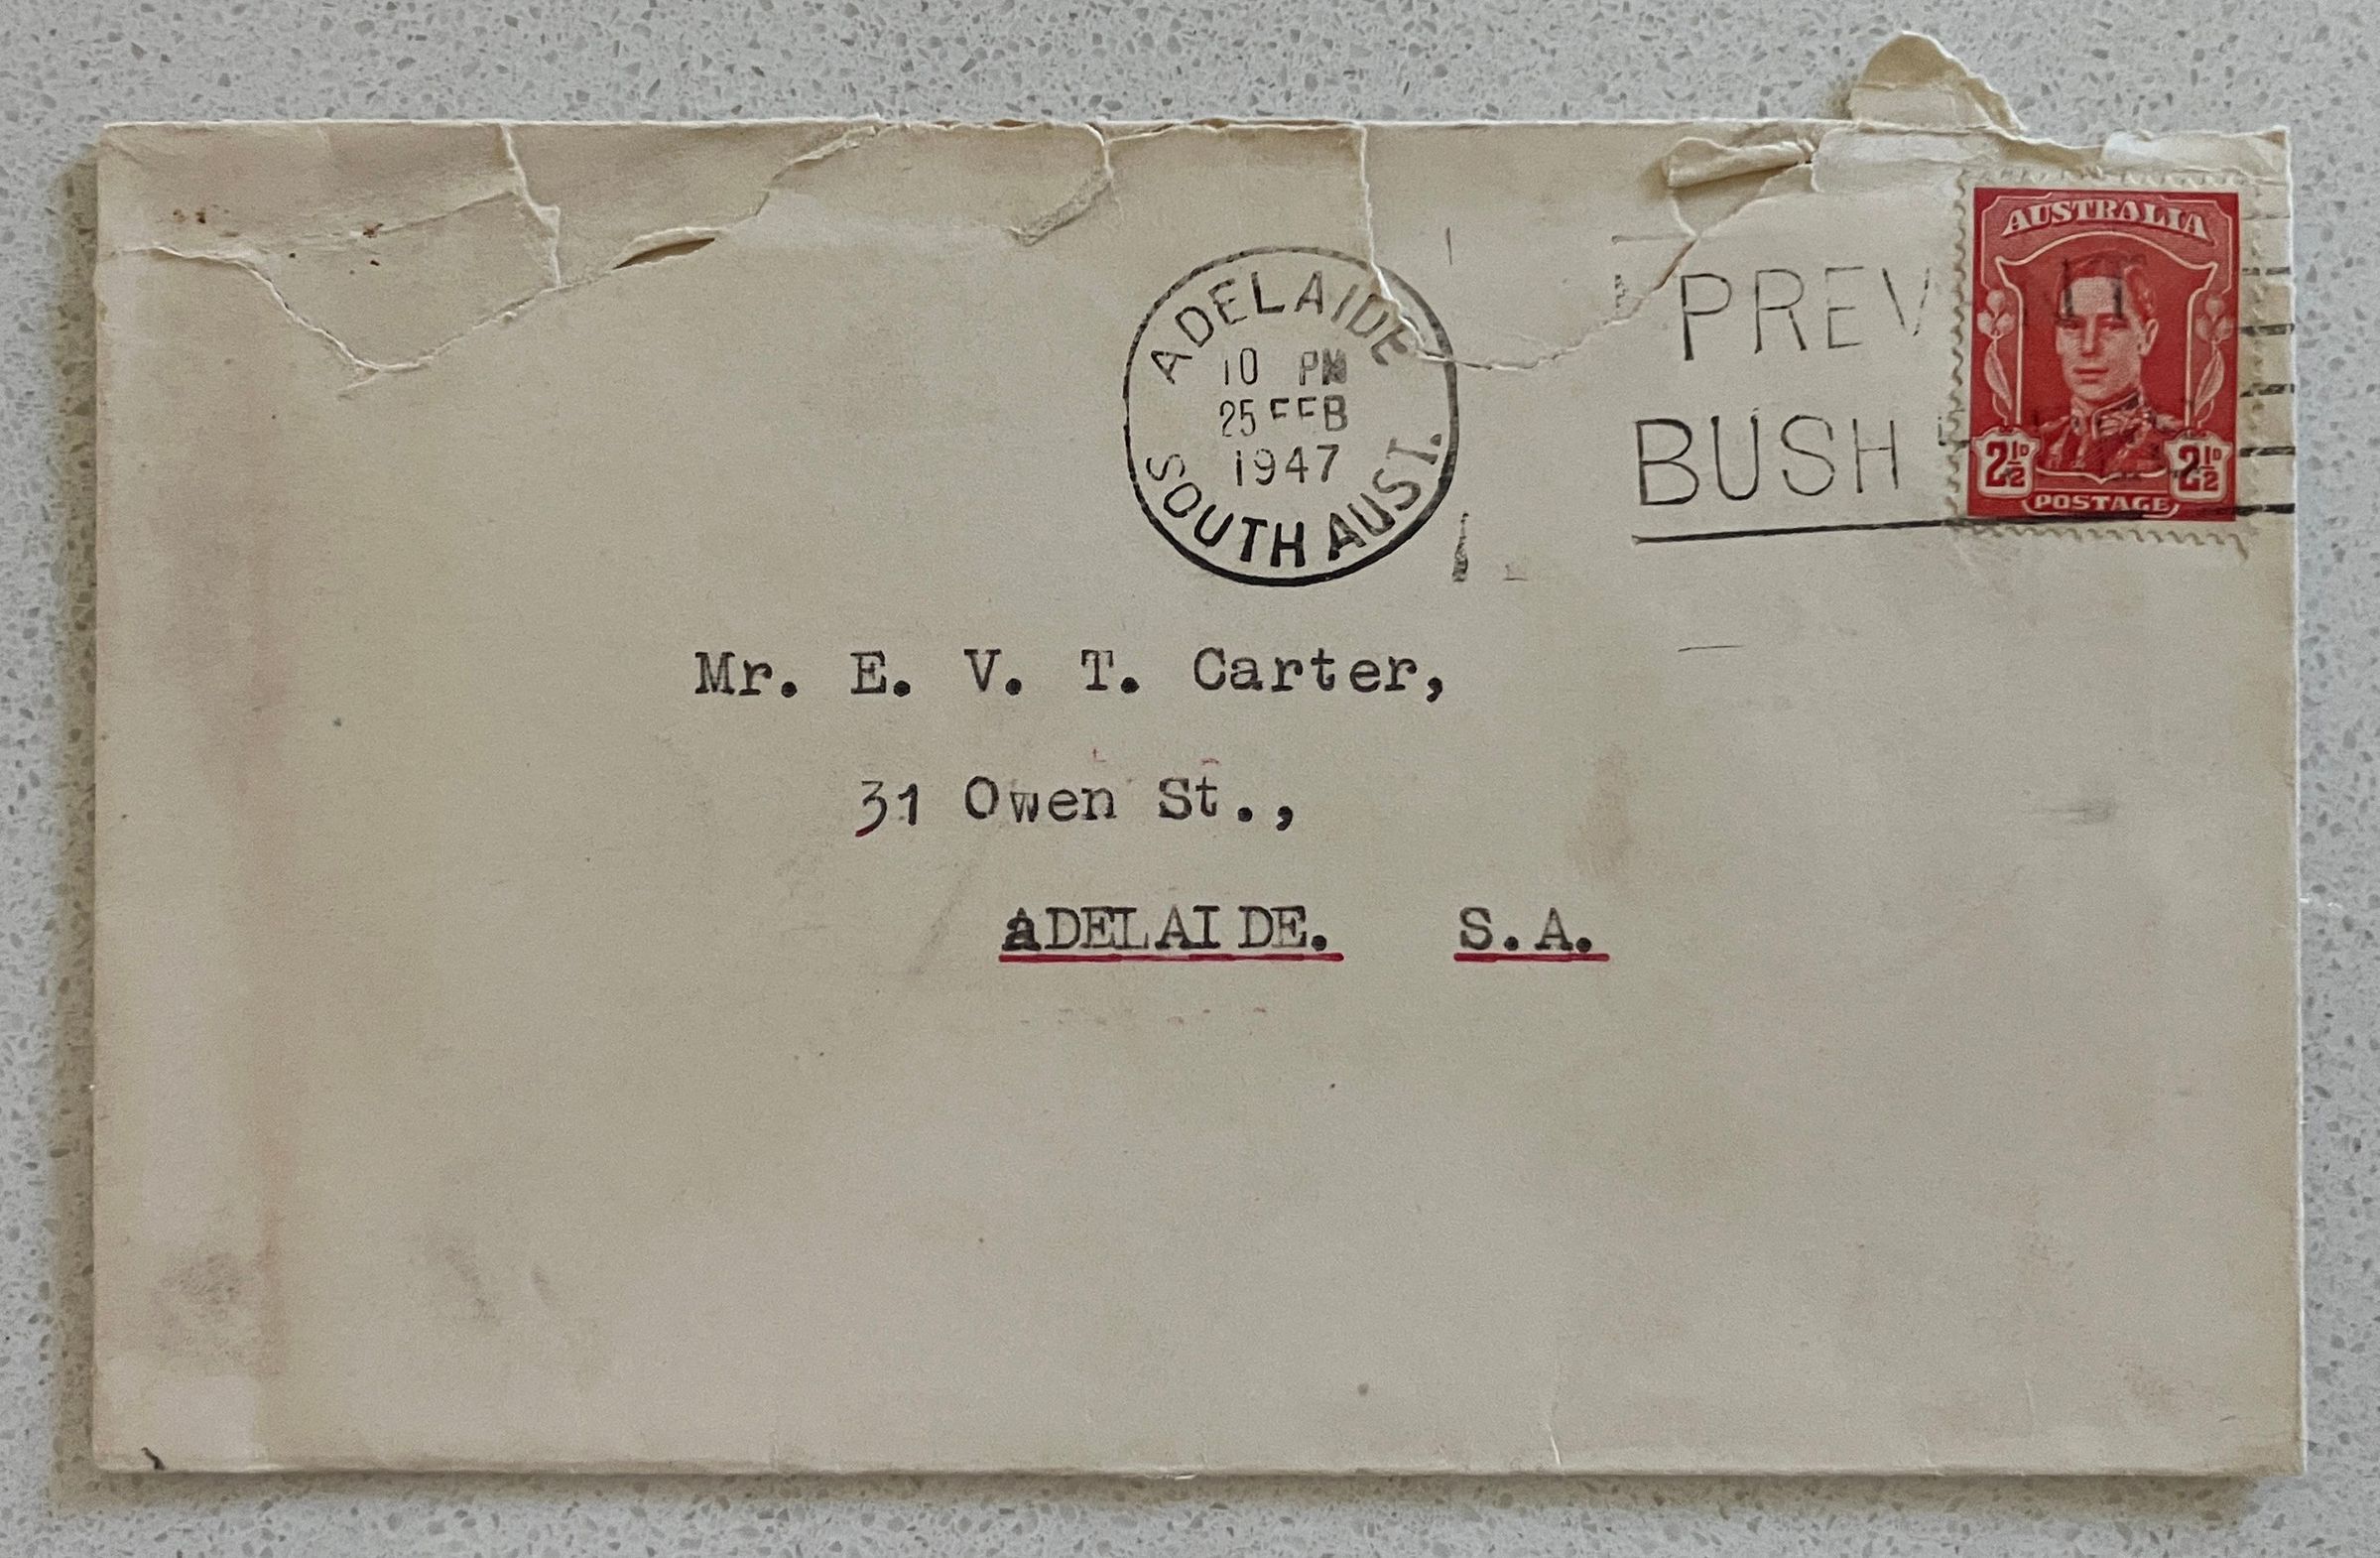 ADELAIDE
10 PM
25 FEB
1947
SOUTH AUST.
PREV
BUSH
AUSTRALIA
2½D 2½D
POSTAGE
Mr. E. V. T. Carter,
31 Owen St.,
aDELAIDE. S.A.